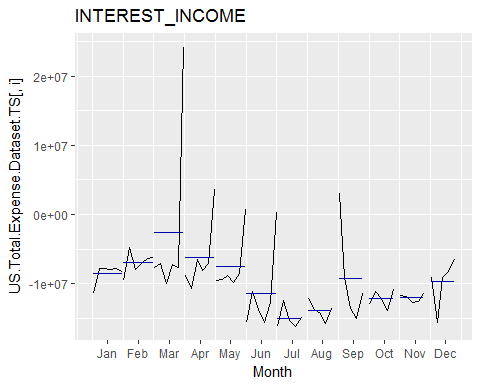 INTEREST_INCOME
US.Total.Expense.Dataset.TS[, i]
2e+07
1e+07
0e+00
-1e+07
Jan Feb Mar Apr May Jun Jul Aug Sep Oct Nov Dec
Month